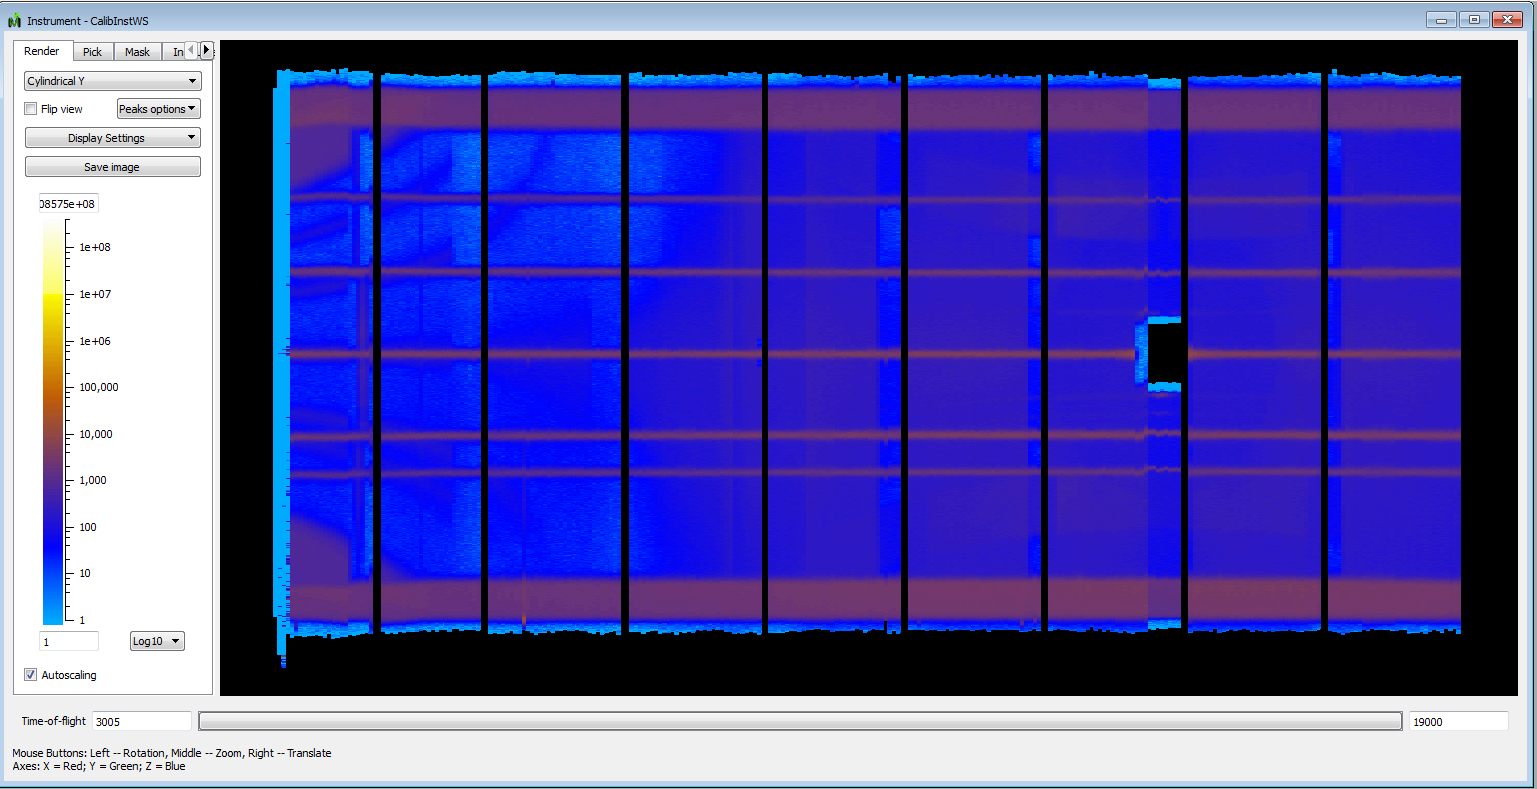 Instrument - CalibInstWS
Render Pick Mask In
Cylindrical Y
Flip view Peaks options
Display Settings
Save image
08575e+08
1e+08
1e+07
1e+06
100,000
10,000
1,000
100
10
1
1 Log10
Autoscaling
Time-of-flight 3005 19000
Mouse Buttons: Left -- Rotation, Middle -- Zoom, Right -- Translate
Axes: X = Red; Y = Green; Z = Blue